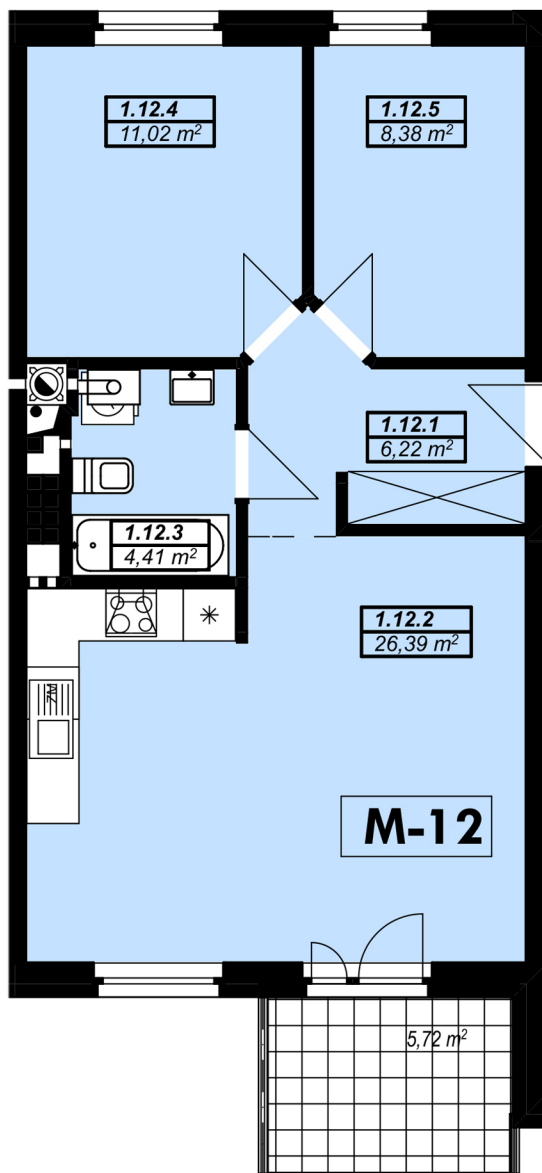 1.12.4
11,02 m²
1.12.5
8,38 m²
1.12.1
6,22 m²
1.12.3
4,41 m²
1.12.2
26,39 m²
ZM
M-12
5,72 m²